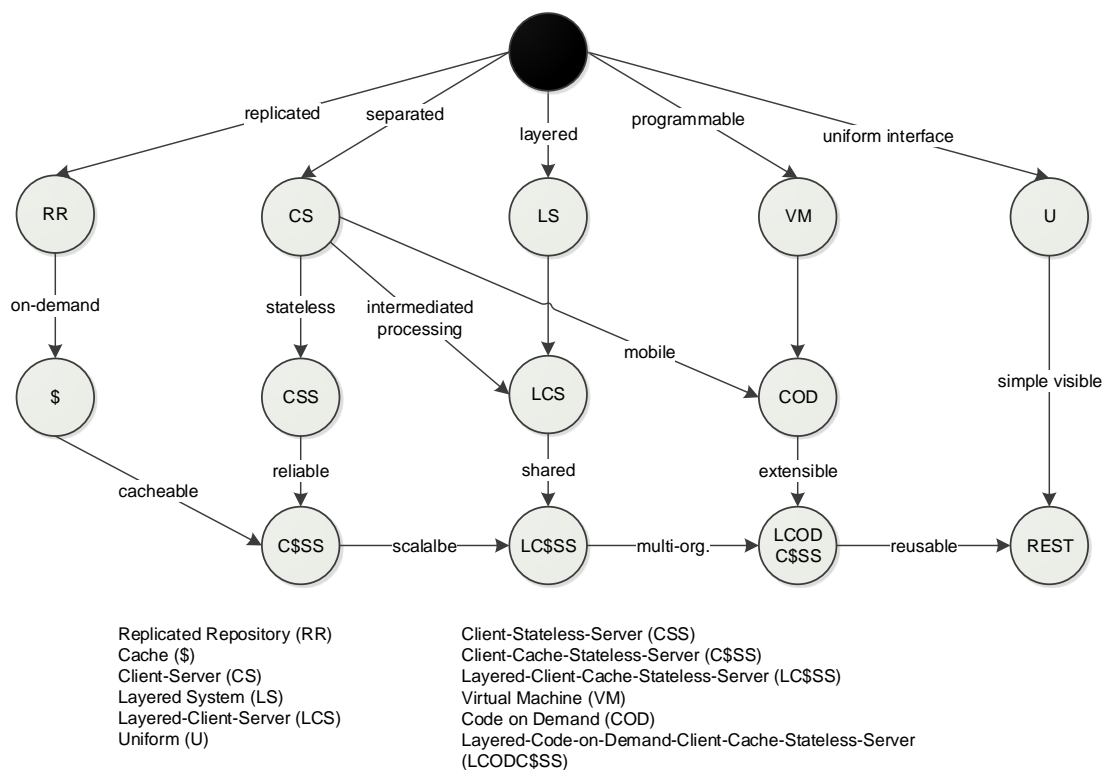 replicated
separated
layered
programmable
uniform interface
RR
CS
LS
VM
U
on-demand
stateless
intermediated
processing
mobile
simple visible
$
CSS
LCS
COD
cacheable
reliable
shared
extensible
C$SS
scalalbe
LC$SS
multi-org.
LCOD
C$SS
reusable
REST
Replicated Repository (RR)
Cache ($)
Client-Server (CS)
Layered System (LS)
Layered-Client-Server (LCS)
Uniform (U)
Client-Stateless-Server (CSS)
Client-Cache-Stateless-Server (C$SS)
Layered-Client-Cache-Stateless-Server (LC$SS)
Virtual Machine (VM)
Code on Demand (COD)
Layered-Code-on-Demand-Client-Cache-Stateless-Server
(LCODC$SS)